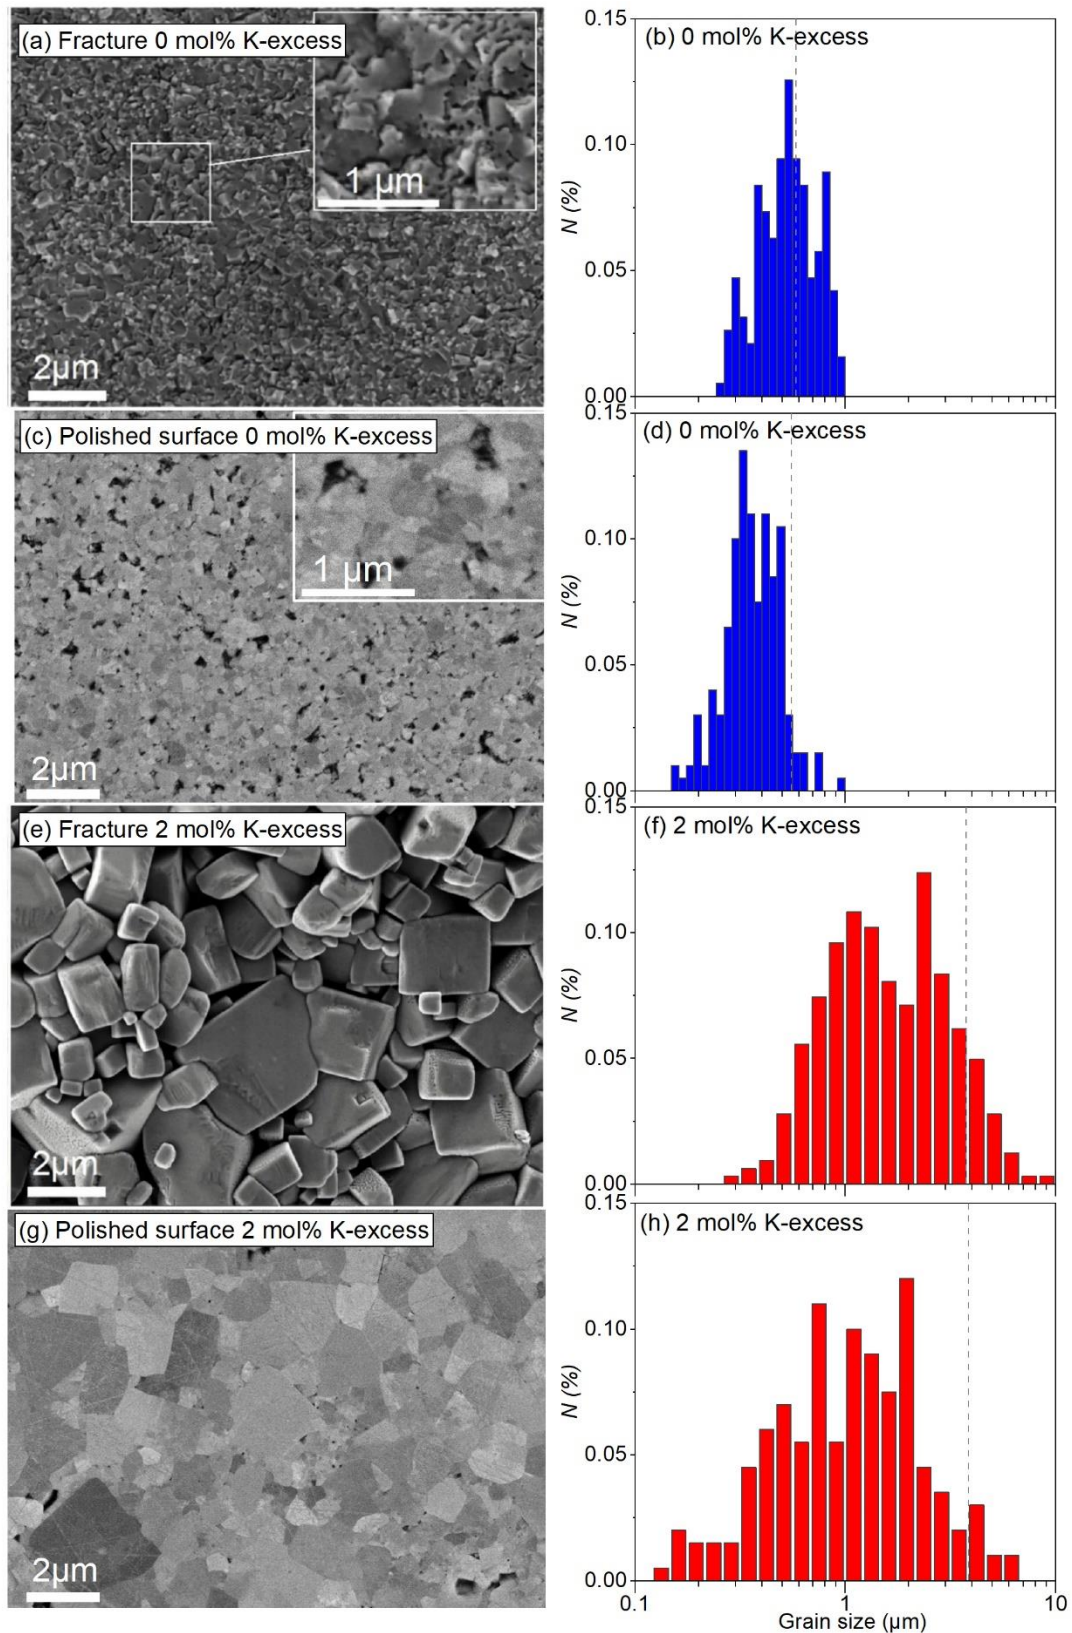 (a) Fracture 0 mol% K-excess
1 µm
2µm
(b) 0 mol% K-excess
0.15
0.10
0.05
0.00
N (%)
(c) Polished surface 0 mol% K-excess
1 µm
2µm
(d) 0 mol% K-excess
0.15
0.10
0.05
0.00
N (%)
(e) Fracture 2 mol% K-excess
2µm
(f) 2 mol% K-excess
0.15
0.10
0.05
0.00
N (%)
(g) Polished surface 2 mol% K-excess
2µm
(h) 2 mol% K-excess
0.15
0.10
0.05
0.00
N (%)
0.1 1 10
Grain size (µm)